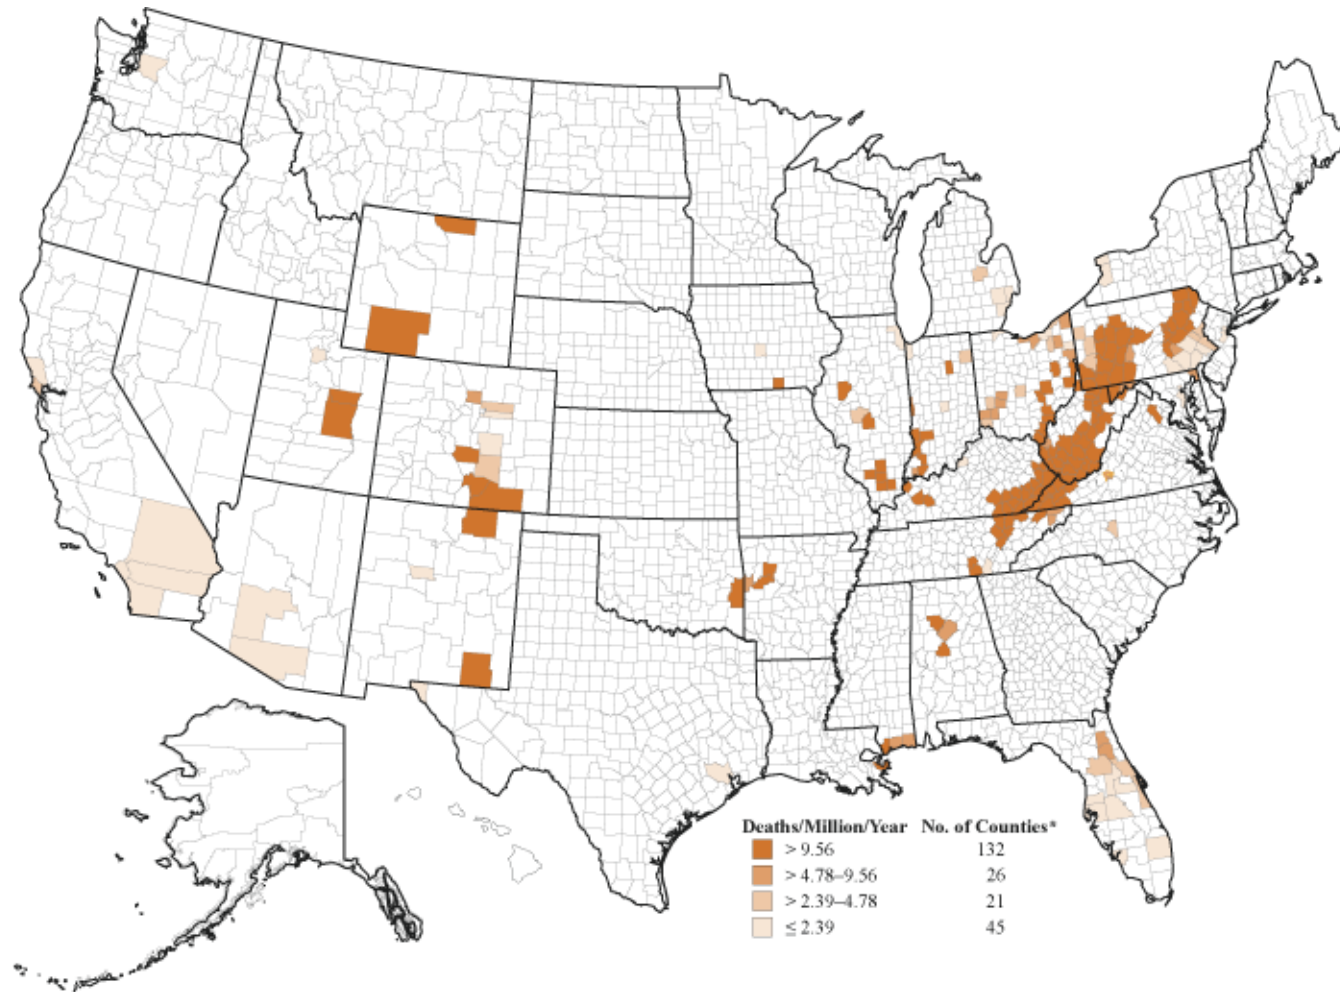 Deaths/Million/Year No. of Counties*
> 9.56 132
> 4.78–9.56 26
> 2.39–4.78 21
≤ 2.39 45